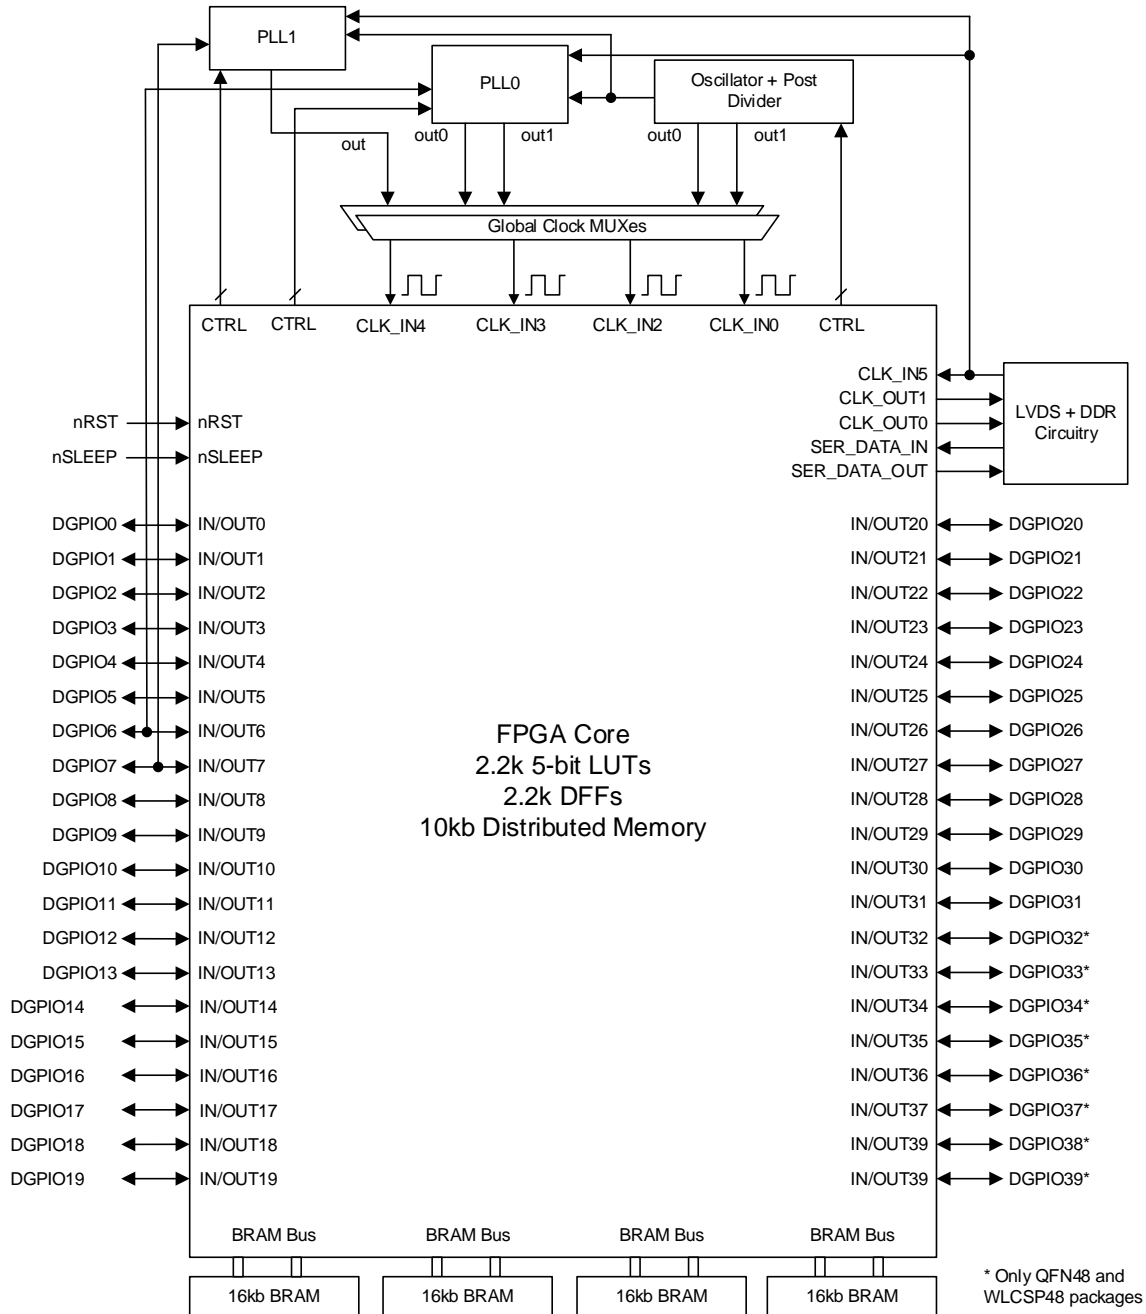 PLL1
PLL0
Oscillator + Post
Divider
out
out0
out1
out0
out1
Global Clock MUXes
CTRL
CTRL
CLK_IN4
CLK_IN3
CLK_IN2
CLK_IN0
CTRL
CLK_IN5
CLK_OUT1
CLK_OUT0
SER_DATA_IN
SER_DATA_OUT
LVDS + DDR
Circuitry
nRST
nRST
nSLEEP
nSLEEP
DGPIO0 IN/OUT0 IN/OUT20 DGPIO20
DGPIO1 IN/OUT1 IN/OUT21 DGPIO21
DGPIO2 IN/OUT2 IN/OUT22 DGPIO22
DGPIO3 IN/OUT3 IN/OUT23 DGPIO23
DGPIO4 IN/OUT4 IN/OUT24 DGPIO24
DGPIO5 IN/OUT5 IN/OUT25 DGPIO25
DGPIO6 IN/OUT6 IN/OUT26 DGPIO26
DGPIO7 IN/OUT7 IN/OUT27 DGPIO27
DGPIO8 IN/OUT8 IN/OUT28 DGPIO28
DGPIO9 IN/OUT9 IN/OUT29 DGPIO29
DGPIO10 IN/OUT10 IN/OUT30 DGPIO30
DGPIO11 IN/OUT11 IN/OUT31 DGPIO31
DGPIO12 IN/OUT12 IN/OUT32 DGPIO32*
DGPIO13 IN/OUT13 IN/OUT33 DGPIO33*
DGPIO14 IN/OUT14 IN/OUT34 DGPIO34*
DGPIO15 IN/OUT15 IN/OUT35 DGPIO35*
DGPIO16 IN/OUT16 IN/OUT36 DGPIO36*
DGPIO17 IN/OUT17 IN/OUT37 DGPIO37*
DGPIO18 IN/OUT18 IN/OUT39 DGPIO38*
DGPIO19 IN/OUT19 IN/OUT39 DGPIO39*
FPGA Core
2.2k 5-bit LUTs
2.2k DFFs
10kb Distributed Memory
BRAM Bus
BRAM Bus
BRAM Bus
BRAM Bus
16kb BRAM
16kb BRAM
16kb BRAM
16kb BRAM
* Only QFN48 and
WLCSP48 packages